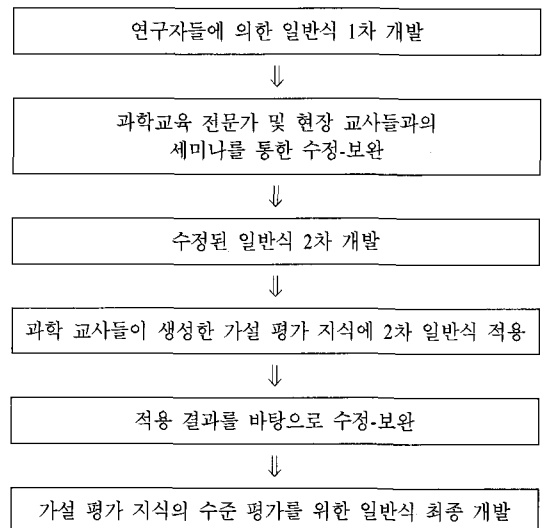 연구자들에 의한 일반식 1차 개발
⇓
과학교육 전문가 및 현장 교사들과의
세미나를 통한 수정-보완
⇓
수정된 일반식 2차 개발
⇓
과학 교사들이 생성한 가설 평가 지식에 2차 일반식 적용
⇓
적용 결과를 바탕으로 수정-보완
⇓
가설 평가 지식의 수준 평가를 위한 일반식 최종 개발